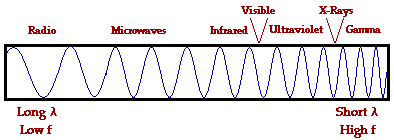 Visible X-Rays
Radio Microwaves Infrared Ultraviolet Gamma
Long λ Short λ
Low f High f